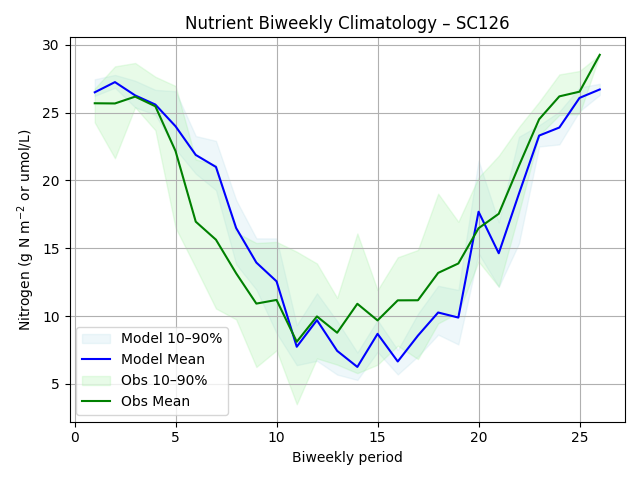 Nutrient Biweekly Climatology – SC126
Nitrogen (g N m⁻² or umol/L)
30
25
20
15
10
5
Model 10–90%
Model Mean
Obs 10–90%
Obs Mean
0 5 10 15 20 25
Biweekly period